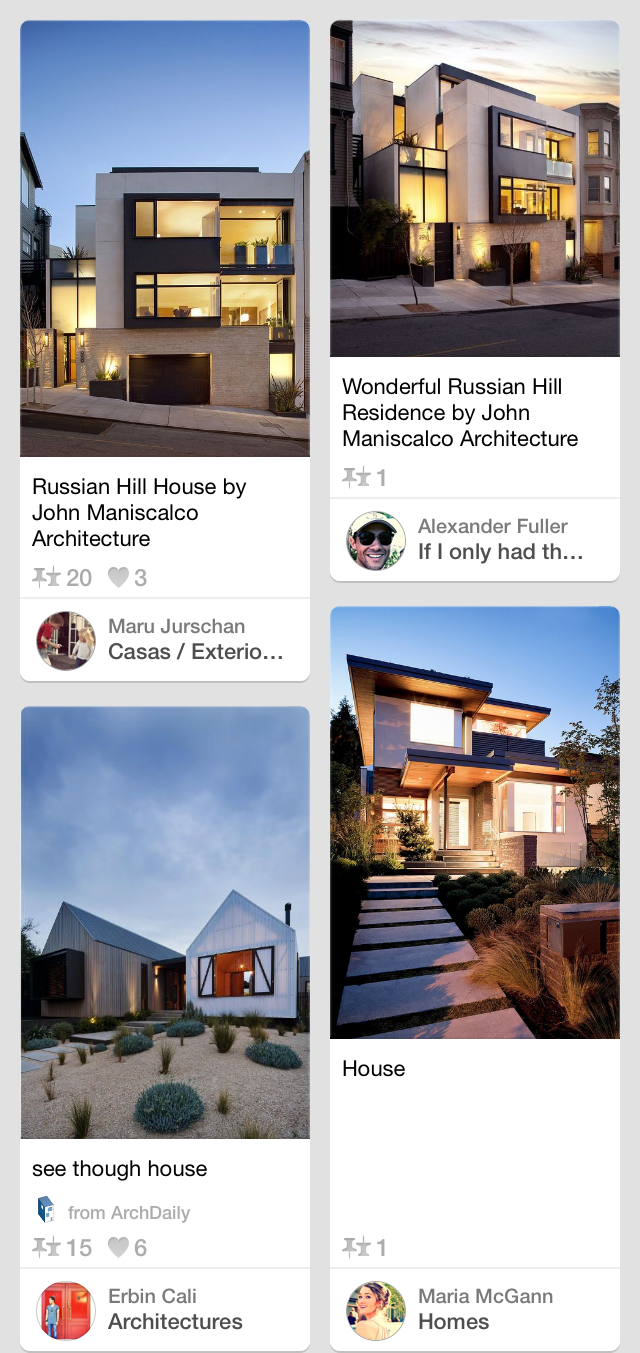 Russian Hill House by
John Maniscalco
Architecture
20 3
Maru Jurschan
Casas / Exterio...
Wonderful Russian Hill
Residence by John
Maniscalco Architecture
1
Alexander Fuller
If I only had th...
see though house
from ArchDaily
15 6
Erbin Cali
Architectures
House
1
Maria McGann
Homes